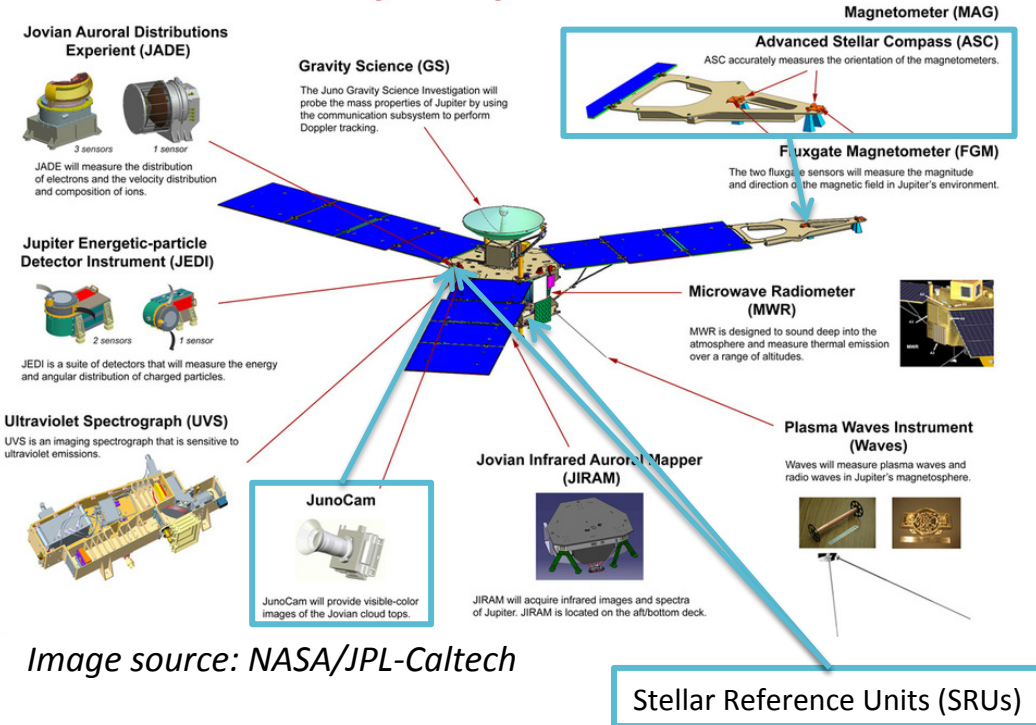 Magnetometer (MAG)
Jovian Auroral Distributions
Experient (JADE)
3 sensors
1 sensor
JADE will measure the distribution
of electrons and the velocity distribution
and composition of ions.
Gravity Science (GS)
The Juno Gravity Science Investigation will
probe the mass properties of Jupiter by using
the communication subsystem to perform
Doppler tracking.
Advanced Stellar Compass (ASC)
ASC accurately measures the orientation of the magnetometers.
Fluxgate Magnetometer (FGM)
The two fluxgate sensors will measure the magnitude
and direction of the magnetic field in Jupiter's environment.
Jupiter Energetic-particle
Detector Instrument (JEDI)
2 sensors
1 sensor
JEDI is a suite of detectors that will measure the energy
and angular distribution of charged particles.
Microwave Radiometer
(MWR)
MWR is designed to sound deep into the
atmosphere and measure thermal emission
over a range of altitudes.
MWR
Ultraviolet Spectrograph (UVS)
UVS is an imaging spectrograph that is sensitive to
ultraviolet emissions.
JunoCam
JunoCam will provide visible-color
images of the Jovian cloud tops.
Jovian Infrared Auroral Mapper
(JIRAM)
JIRAM will acquire infrared images and spectra
of Jupiter. JIRAM is located on the aft/bottom deck.
Plasma Waves Instrument
(Waves)
Waves will measure plasma waves and
radio waves in Jupiter's magnetosphere.
Image source: NASA/JPL-Caltech
Stellar Reference Units (SRUs)